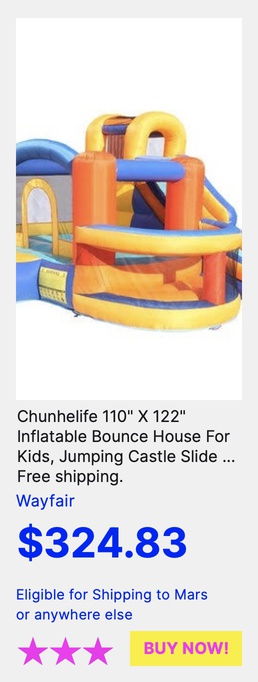 Chunhelife 110" X 122"
Inflatable Bounce House For
Kids, Jumping Castle Slide ...
Free shipping.
Wayfair
$324.83
Eligible for Shipping to Mars
or anywhere else
BUY NOW!